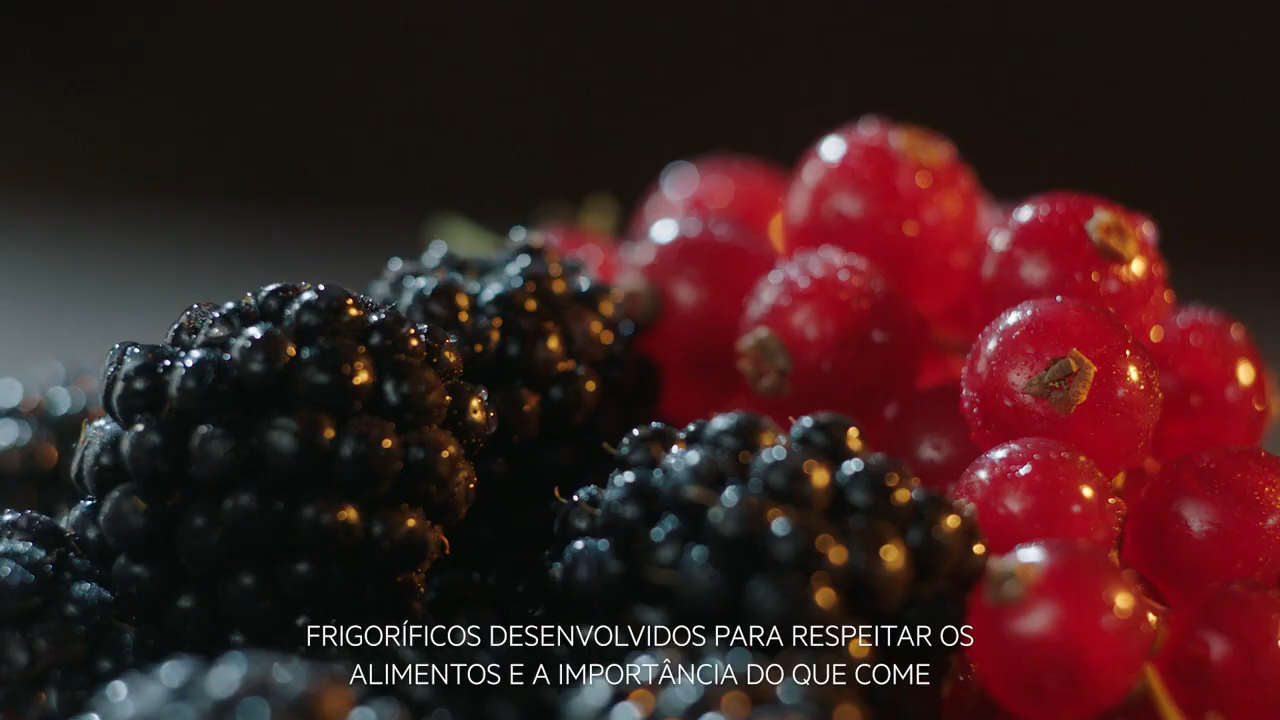 FRIGORÍFICOS DESENVOLVIDOS PARA RESPEITAR OS
ALIMENTOS E A IMPORTÂNCIA DO QUE COME